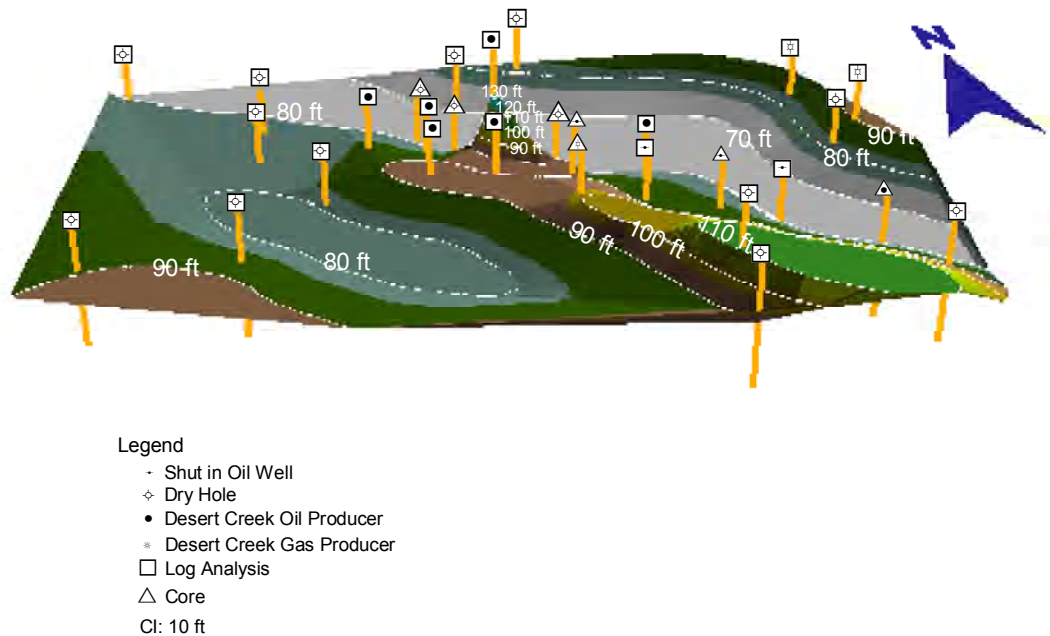 N
130 ft
120 ft
110 ft
100 ft
90 ft
80 ft
70 ft
80 ft
90 ft
90 ft
80 ft
90 ft
100 ft
110 ft
Legend
Shut in Oil Well
Dry Hole
Desert Creek Oil Producer
Desert Creek Gas Producer
Log Analysis
Core
CI: 10 ft